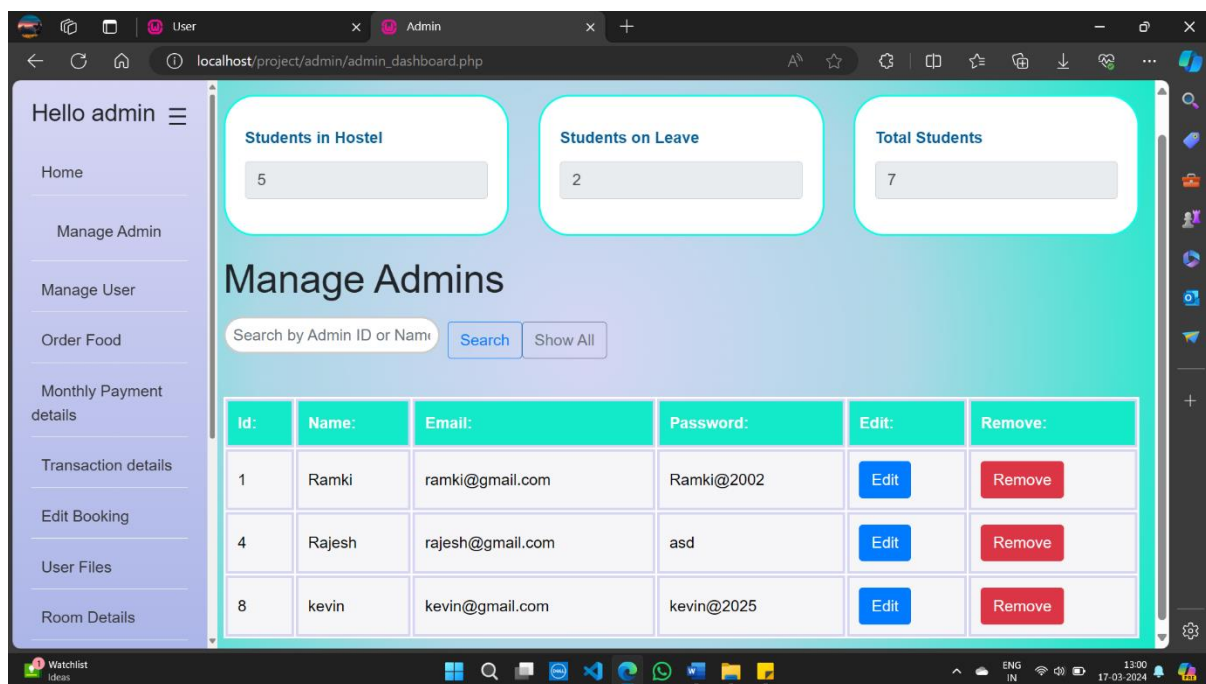 User
Admin
localhost/project/admin/admin_dashboard.php
Hello admin
Home
Manage Admin
Manage User
Order Food
Monthly Payment
details
Transaction details
Edit Booking
User Files
Room Details
Students in Hostel
5
Students on Leave
2
Total Students
7
Manage Admins
Search by Admin ID or Nam
Search
Show All
Id: Name: Email: Password: Edit: Remove:
1 Ramki ramki@gmail.com Ramki@2002 Edit Remove
4 Rajesh rajesh@gmail.com asd Edit Remove
8 kevin kevin@gmail.com kevin@2025 Edit Remove
1
Watchlist
Ideas
ENG
IN
13:00
17-03-2024